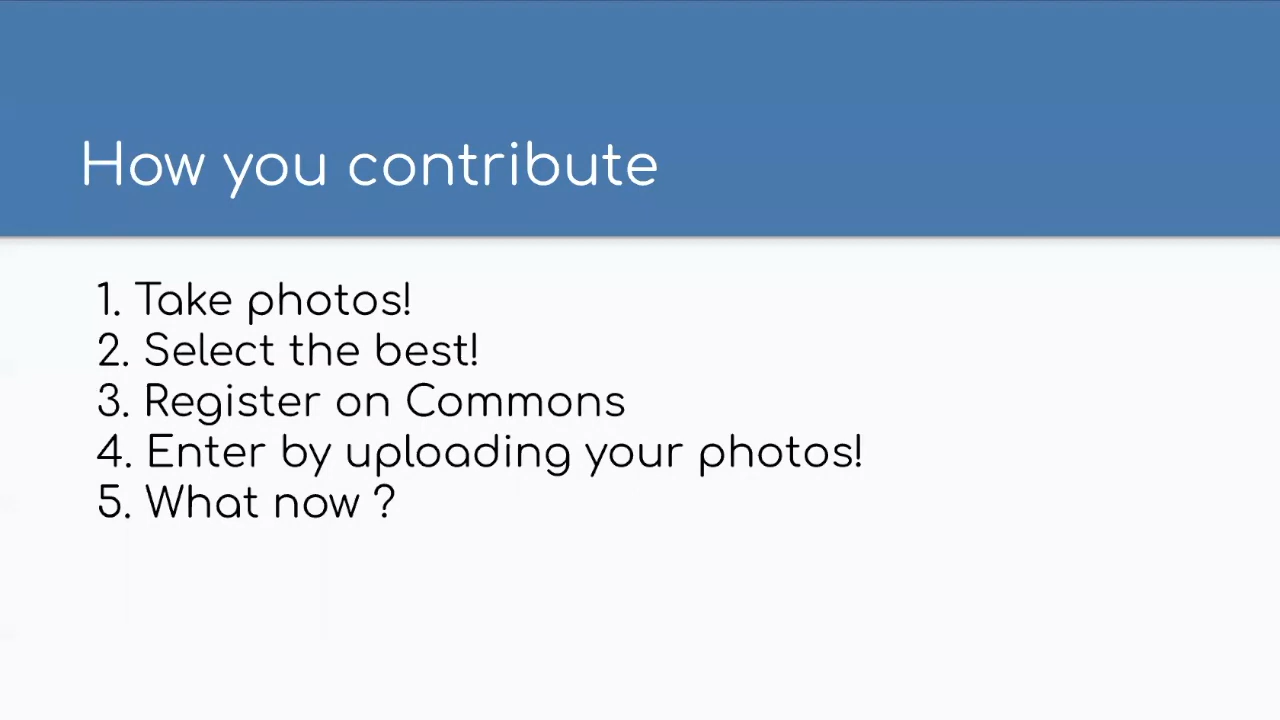 How you contribute
1. Take photos!
2. Select the best!
3. Register on Commons
4. Enter by uploading your photos!
5. What now ?